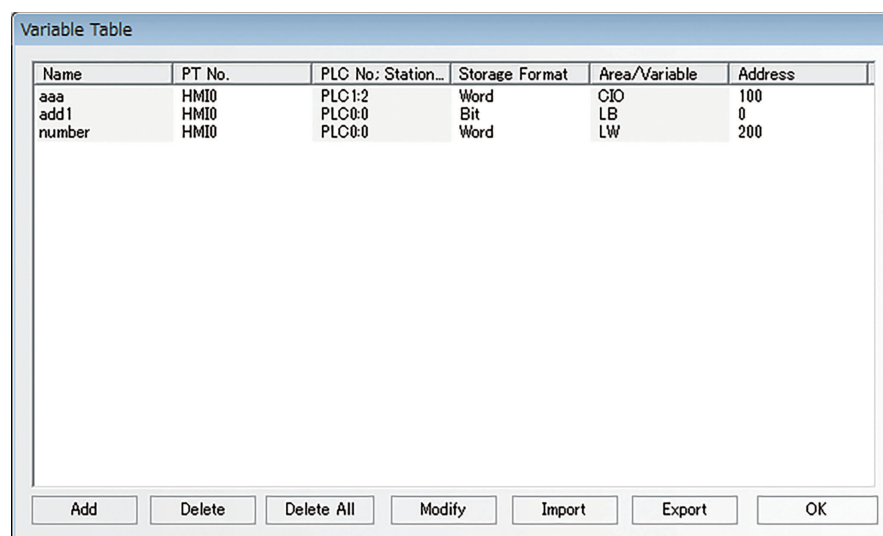 Variable Table
Name PT No. PLC No; Station... Storage Format Area/Variable Address
aaa HMI0 PLC1:2 Word CIO 100
add1 HMI0 PLC0:0 Bit LB 0
number HMI0 PLC0:0 Word LW 200
Add Delete Delete All Modify Import Export OK